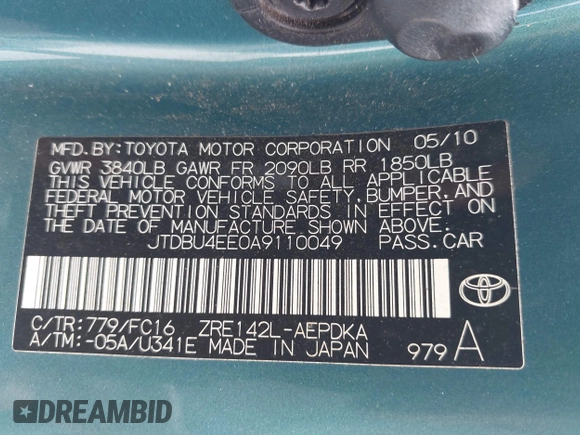 MFD.BY:TOYOTA MOTOR CORPORATION 05/10
GVWR 3840LB GAWR FR 2090LB RR 1850LB
THIS VEHICLE CONFORMS TO ALL APPLICABLE
FEDERAL MOTOR VEHICLE SAFETY,BUMPER,AND
THEFT PREVENTION STANDARDS IN EFFECT ON
THE DATE OF MANUFACTURE SHOWN ABOVE.
JTDBU4EE0A9110049 PASS.CAR
C/TR:779/FC16 ZRE142L-AEPDKA
A/TM:-05A/U341E MADE IN JAPAN 979 A
TOYOTA
DREAMBID